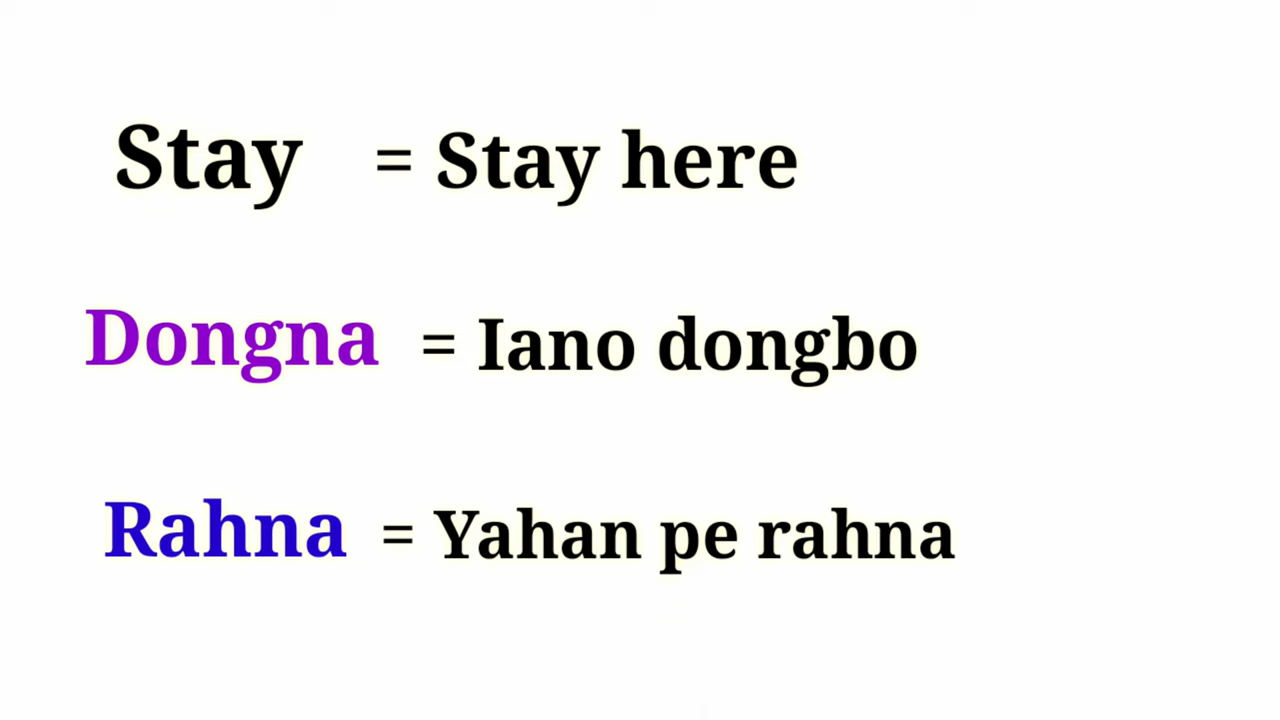 Stay = Stay here
Dongna = Iano dongbo
Rahna = Yahan pe rahna